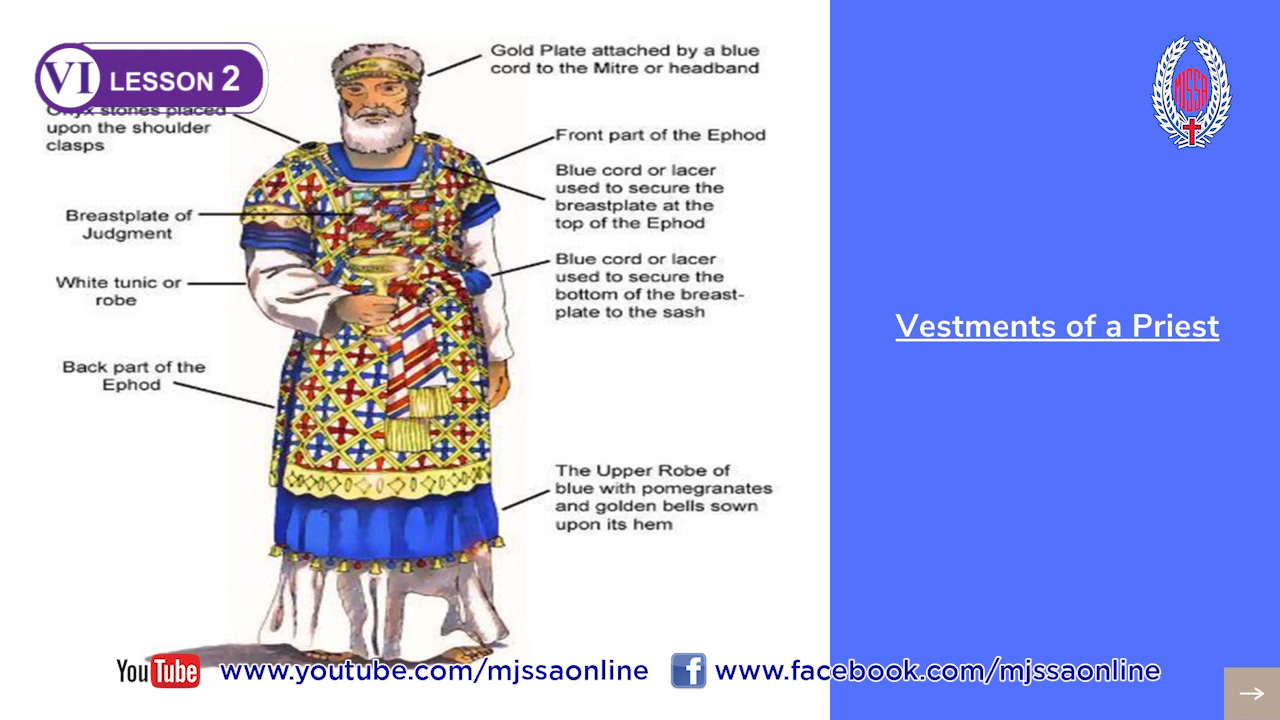 VI LESSON 2
Onyx stones placed
upon the shoulder
clasps
Breastplate of
Judgment
White tunic or
robe
Back part of the
Ephod
Gold Plate attached by a blue
cord to the Mitre or headband
Front part of the Ephod
Blue cord or lacer
used to secure the
breastplate at the
top of the Ephod
Blue cord or lacer
used to secure the
bottom of the breast-
plate to the sash
The Upper Robe of
blue with pomegranates
and golden bells sown
upon its hem
MJSSA
Vestments of a Priest
YouTube www.youtube.com/mjssaonline f www.facebook.com/mjssaonline